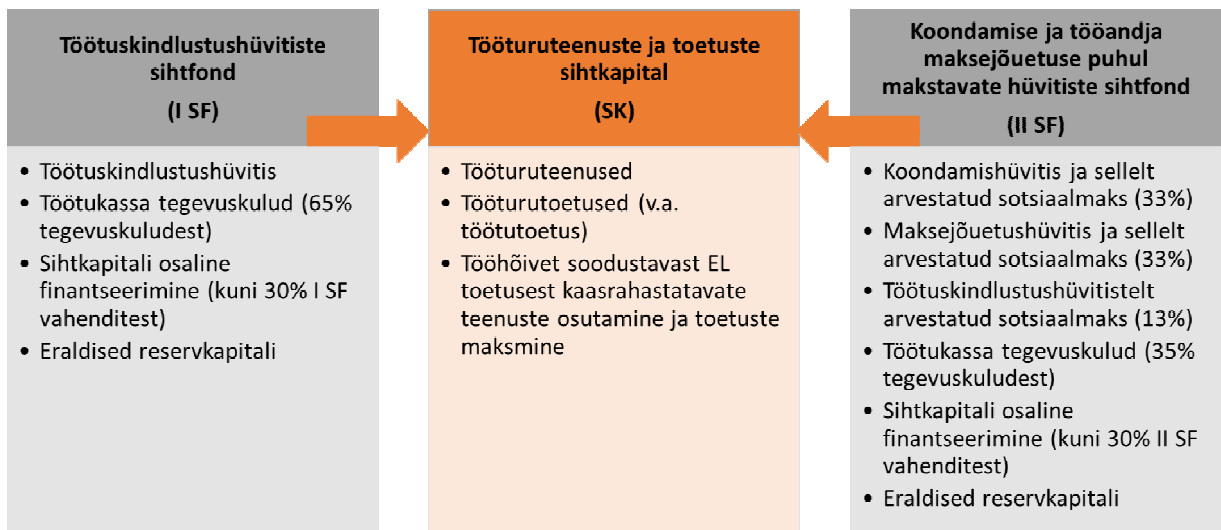 Töötuskindlustushüvitiste
sihtfond
(I SF)
• Töötuskindlustushüvitis
• Töötukassa tegevuskulud (65%
tegevuskuludest)
• Sihtkapitali osaline
finantseerimine (kuni 30% I SF
vahenditest)
• Eraldised reservkapitali
Tööturuteenuste ja toetuste
sihtkapital
(SK)
• Tööturuteenused
• Tööturutoetused (v.a.
töötutoetus)
• Tööhõivet soodustavast EL
toetusest kaasrahastatavate
teenuste osutamine ja toetuste
maksmine
Koondamise ja tööandja
maksejõuetuse puhul
makstavate hüvitiste sihtfond
(II SF)
• Koondamishüvitis ja sellelt
arvestatud sotsiaalmaks (33%)
• Maksejõuetushüvitis ja sellelt
arvestatud sotsiaalmaks (33%)
• Töötuskindlustushüvitistelt
arvestatud sotsiaalmaks (13%)
• Töötukassa tegevuskulud (35%
tegevuskuludest)
• Sihtkapitali osaline
finantseerimine (kuni 30% II SF
vahenditest)
• Eraldised reservkapitali